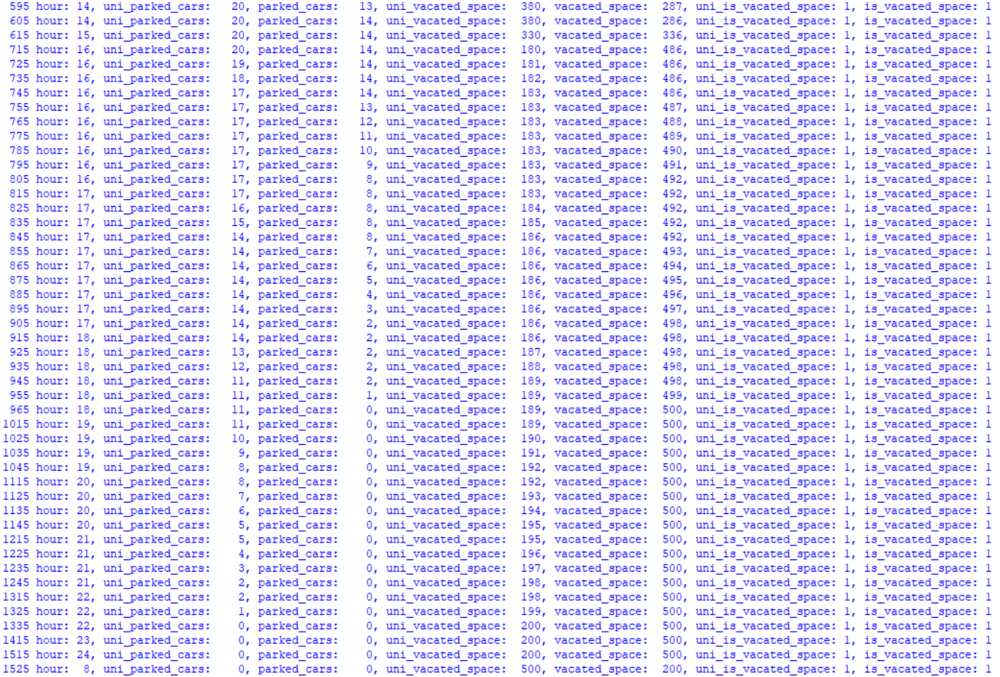 595 hour: 14, uni_parked_cars:   20, parked_cars:   13, uni_vacated_space:  380, vacated_space:  287, uni_is_vacated_space: 1, is_vacated_space: 1
605 hour: 14, uni_parked_cars:   20, parked_cars:   14, uni_vacated_space:  380, vacated_space:  286, uni_is_vacated_space: 1, is_vacated_space: 1
615 hour: 15, uni_parked_cars:   20, parked_cars:   14, uni_vacated_space:  330, vacated_space:  336, uni_is_vacated_space: 1, is_vacated_space: 1
715 hour: 16, uni_parked_cars:   20, parked_cars:   14, uni_vacated_space:  180, vacated_space:  486, uni_is_vacated_space: 1, is_vacated_space: 1
725 hour: 16, uni_parked_cars:   19, parked_cars:   14, uni_vacated_space:  181, vacated_space:  486, uni_is_vacated_space: 1, is_vacated_space: 1
735 hour: 16, uni_parked_cars:   18, parked_cars:   14, uni_vacated_space:  182, vacated_space:  486, uni_is_vacated_space: 1, is_vacated_space: 1
745 hour: 16, uni_parked_cars:   17, parked_cars:   14, uni_vacated_space:  183, vacated_space:  486, uni_is_vacated_space: 1, is_vacated_space: 1
755 hour: 16, uni_parked_cars:   17, parked_cars:   13, uni_vacated_space:  183, vacated_space:  487, uni_is_vacated_space: 1, is_vacated_space: 1
765 hour: 16, uni_parked_cars:   17, parked_cars:   12, uni_vacated_space:  183, vacated_space:  488, uni_is_vacated_space: 1, is_vacated_space: 1
775 hour: 16, uni_parked_cars:   17, parked_cars:   11, uni_vacated_space:  183, vacated_space:  489, uni_is_vacated_space: 1, is_vacated_space: 1
785 hour: 16, uni_parked_cars:   17, parked_cars:   10, uni_vacated_space:  183, vacated_space:  490, uni_is_vacated_space: 1, is_vacated_space: 1
795 hour: 16, uni_parked_cars:   17, parked_cars:    9, uni_vacated_space:  183, vacated_space:  491, uni_is_vacated_space: 1, is_vacated_space: 1
805 hour: 16, uni_parked_cars:   17, parked_cars:    8, uni_vacated_space:  183, vacated_space:  492, uni_is_vacated_space: 1, is_vacated_space: 1
815 hour: 17, uni_parked_cars:   17, parked_cars:    8, uni_vacated_space:  183, vacated_space:  492, uni_is_vacated_space: 1, is_vacated_space: 1
825 hour: 17, uni_parked_cars:   16, parked_cars:    8, uni_vacated_space:  184, vacated_space:  492, uni_is_vacated_space: 1, is_vacated_space: 1
835 hour: 17, uni_parked_cars:   15, parked_cars:    8, uni_vacated_space:  185, vacated_space:  492, uni_is_vacated_space: 1, is_vacated_space: 1
845 hour: 17, uni_parked_cars:   14, parked_cars:    8, uni_vacated_space:  186, vacated_space:  492, uni_is_vacated_space: 1, is_vacated_space: 1
855 hour: 17, uni_parked_cars:   14, parked_cars:    7, uni_vacated_space:  186, vacated_space:  493, uni_is_vacated_space: 1, is_vacated_space: 1
865 hour: 17, uni_parked_cars:   14, parked_cars:    6, uni_vacated_space:  186, vacated_space:  494, uni_is_vacated_space: 1, is_vacated_space: 1
875 hour: 17, uni_parked_cars:   14, parked_cars:    5, uni_vacated_space:  186, vacated_space:  495, uni_is_vacated_space: 1, is_vacated_space: 1
885 hour: 17, uni_parked_cars:   14, parked_cars:    4, uni_vacated_space:  186, vacated_space:  496, uni_is_vacated_space: 1, is_vacated_space: 1
895 hour: 17, uni_parked_cars:   14, parked_cars:    3, uni_vacated_space:  186, vacated_space:  497, uni_is_vacated_space: 1, is_vacated_space: 1
905 hour: 17, uni_parked_cars:   14, parked_cars:    2, uni_vacated_space:  186, vacated_space:  498, uni_is_vacated_space: 1, is_vacated_space: 1
915 hour: 18, uni_parked_cars:   14, parked_cars:    2, uni_vacated_space:  186, vacated_space:  498, uni_is_vacated_space: 1, is_vacated_space: 1
925 hour: 18, uni_parked_cars:   13, parked_cars:    2, uni_vacated_space:  187, vacated_space:  498, uni_is_vacated_space: 1, is_vacated_space: 1
935 hour: 18, uni_parked_cars:   12, parked_cars:    2, uni_vacated_space:  188, vacated_space:  498, uni_is_vacated_space: 1, is_vacated_space: 1
945 hour: 18, uni_parked_cars:   11, parked_cars:    2, uni_vacated_space:  189, vacated_space:  498, uni_is_vacated_space: 1, is_vacated_space: 1
955 hour: 18, uni_parked_cars:   11, parked_cars:    1, uni_vacated_space:  189, vacated_space:  499, uni_is_vacated_space: 1, is_vacated_space: 1
965 hour: 18, uni_parked_cars:   11, parked_cars:    0, uni_vacated_space:  189, vacated_space:  500, uni_is_vacated_space: 1, is_vacated_space: 1
1015 hour: 19, uni_parked_cars:   11, parked_cars:    0, uni_vacated_space:  189, vacated_space:  500, uni_is_vacated_space: 1, is_vacated_space: 1
1025 hour: 19, uni_parked_cars:   10, parked_cars:    0, uni_vacated_space:  190, vacated_space:  500, uni_is_vacated_space: 1, is_vacated_space: 1
1035 hour: 19, uni_parked_cars:    9, parked_cars:    0, uni_vacated_space:  191, vacated_space:  500, uni_is_vacated_space: 1, is_vacated_space: 1
1045 hour: 19, uni_parked_cars:    8, parked_cars:    0, uni_vacated_space:  192, vacated_space:  500, uni_is_vacated_space: 1, is_vacated_space: 1
1115 hour: 20, uni_parked_cars:    8, parked_cars:    0, uni_vacated_space:  192, vacated_space:  500, uni_is_vacated_space: 1, is_vacated_space: 1
1125 hour: 20, uni_parked_cars:    7, parked_cars:    0, uni_vacated_space:  193, vacated_space:  500, uni_is_vacated_space: 1, is_vacated_space: 1
1135 hour: 20, uni_parked_cars:    6, parked_cars:    0, uni_vacated_space:  194, vacated_space:  500, uni_is_vacated_space: 1, is_vacated_space: 1
1145 hour: 20, uni_parked_cars:    5, parked_cars:    0, uni_vacated_space:  195, vacated_space:  500, uni_is_vacated_space: 1, is_vacated_space: 1
1215 hour: 21, uni_parked_cars:    5, parked_cars:    0, uni_vacated_space:  195, vacated_space:  500, uni_is_vacated_space: 1, is_vacated_space: 1
1225 hour: 21, uni_parked_cars:    4, parked_cars:    0, uni_vacated_space:  196, vacated_space:  500, uni_is_vacated_space: 1, is_vacated_space: 1
1235 hour: 21, uni_parked_cars:    3, parked_cars:    0, uni_vacated_space:  197, vacated_space:  500, uni_is_vacated_space: 1, is_vacated_space: 1
1245 hour: 21, uni_parked_cars:    2, parked_cars:    0, uni_vacated_space:  198, vacated_space:  500, uni_is_vacated_space: 1, is_vacated_space: 1
1315 hour: 22, uni_parked_cars:    2, parked_cars:    0, uni_vacated_space:  198, vacated_space:  500, uni_is_vacated_space: 1, is_vacated_space: 1
1325 hour: 22, uni_parked_cars:    1, parked_cars:    0, uni_vacated_space:  199, vacated_space:  500, uni_is_vacated_space: 1, is_vacated_space: 1
1335 hour: 22, uni_parked_cars:    0, parked_cars:    0, uni_vacated_space:  200, vacated_space:  500, uni_is_vacated_space: 1, is_vacated_space: 1
1415 hour: 23, uni_parked_cars:    0, parked_cars:    0, uni_vacated_space:  200, vacated_space:  500, uni_is_vacated_space: 1, is_vacated_space: 1
1515 hour: 24, uni_parked_cars:    0, parked_cars:    0, uni_vacated_space:  200, vacated_space:  500, uni_is_vacated_space: 1, is_vacated_space: 1
1525 hour:  8, uni_parked_cars:    0, parked_cars:    0, uni_vacated_space:  500, vacated_space:  200, uni_is_vacated_space: 1, is_vacated_space: 1